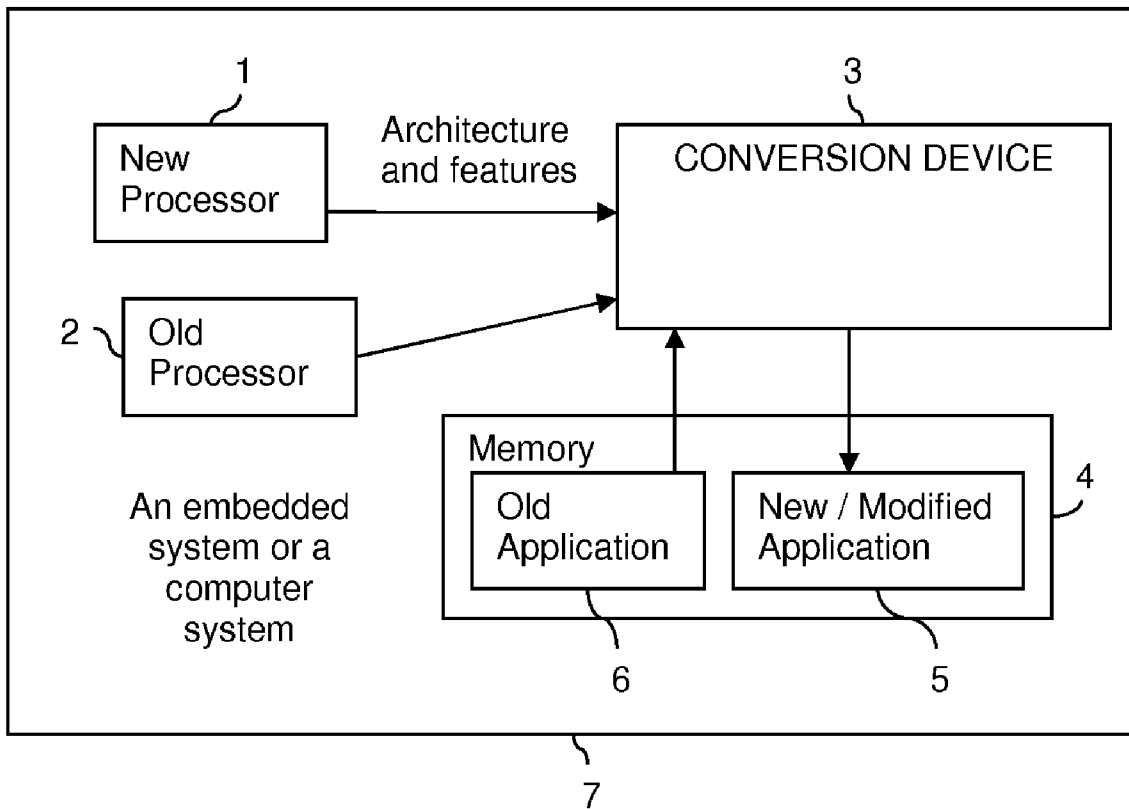 1
3
New
Processor
Architecture
and features
CONVERSION DEVICE
2
Old
Processor
Memory
4
Old
Application
New / Modified
Application
An embedded
system or a
computer
system
6
5
7